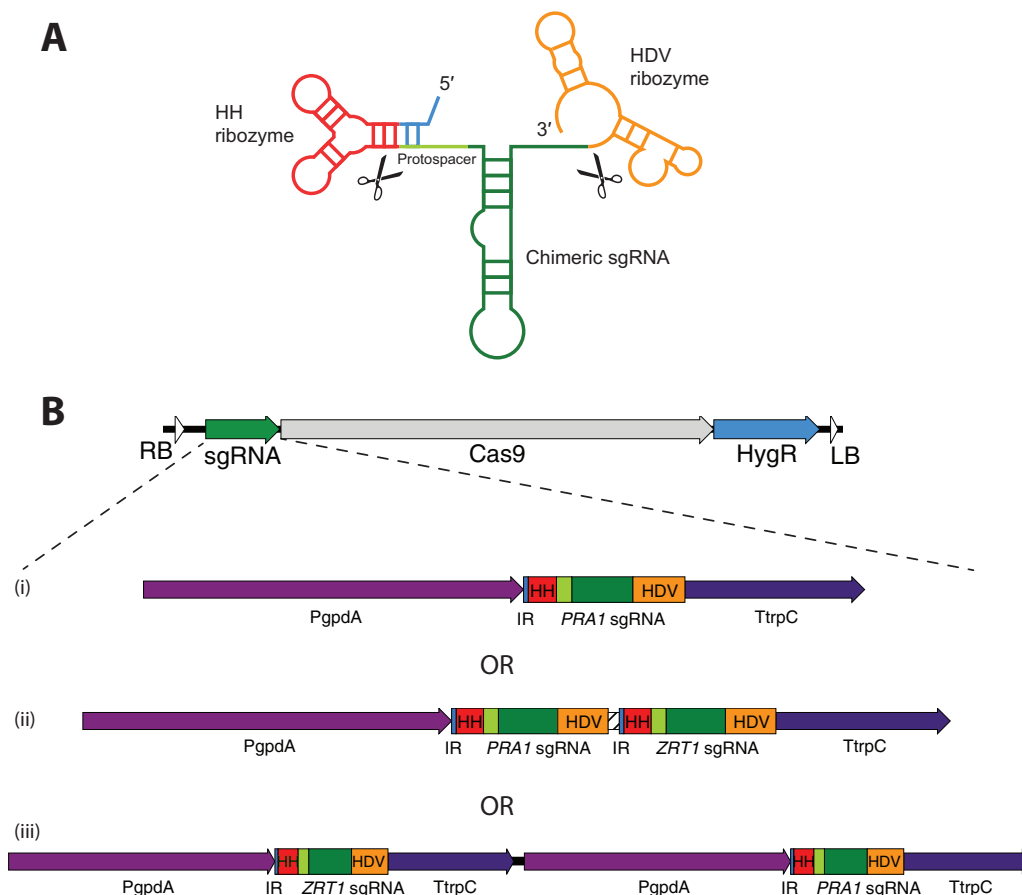 A
HH
ribozyme
5′
HDV
ribozyme
3′
Protospacer
Chimeric sgRNA
B
RB
sgRNA
Cas9
HygR
LB
(i)
HH
HDV
PgpdA
IR
PRA1 sgRNA
TtrpC
OR
(ii)
HH
HDV
HH
HDV
PgpdA
IR
PRA1 sgRNA
IR
ZRT1 sgRNA
TtrpC
OR
(iii)
HH
HDV
HH
HDV
PgpdA
IR
ZRT1 sgRNA
TtrpC
PgpdA
IR
PRA1 sgRNA
TtrpC